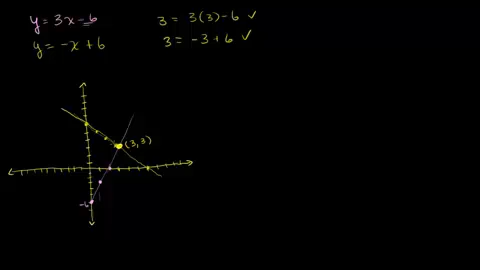 y = 3x - 6 3 = 3(3) - 6 ✓
y = -x + 6 3 = -3 + 6 ✓
(3,3)
-6